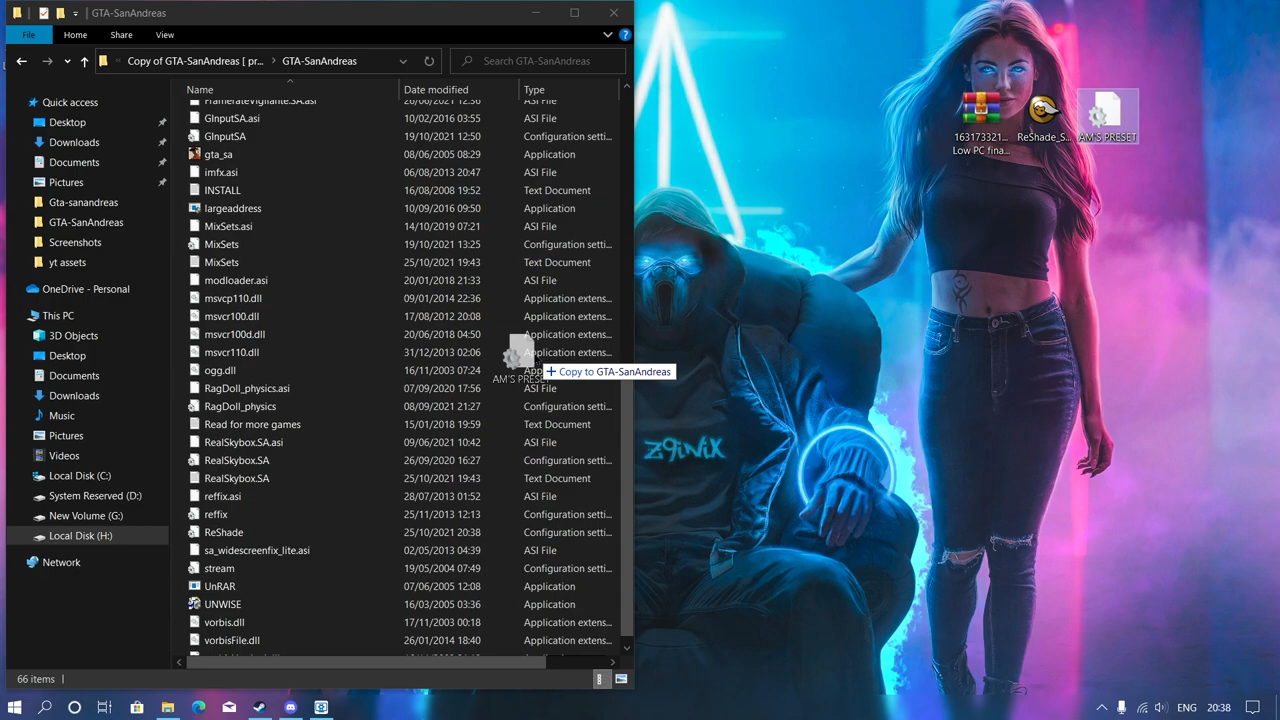 GTA-SanAndreas
File Home Share View
Copy of GTA-SanAndreas [ pr... > GTA-SanAndreas
Search GTA-SanAndreas
Name Date modified Type
FramerateVigilante.SA.asi 26/06/2021 12:36 ASI File
GInputSA.asi 10/02/2016 03:55 ASI File
GInputSA 19/10/2021 12:50 Configuration setti...
gta_sa 08/06/2005 08:29 Application
imfx.asi 06/08/2013 20:47 ASI File
INSTALL 16/08/2008 19:52 Text Document
largeaddress 10/09/2016 09:50 Application
MixSets.asi 14/10/2019 07:21 ASI File
MixSets 19/10/2021 13:25 Configuration setti...
MixSets 25/10/2021 19:43 Text Document
modloader.asi 20/01/2018 21:33 ASI File
msvcp110.dll 09/01/2014 22:36 Application extens...
msvcr100.dll 17/08/2012 20:08 Application extens...
msvcr100d.dll 20/06/2018 04:50 Application extens...
msvcr110.dll 31/12/2013 02:06 Application extens...
ogg.dll 16/11/2003 07:24
RagDoll_physics.asi 07/09/2020 17:56 ASI File
RagDoll_physics 08/09/2021 21:27 Configuration setti...
Read for more games 15/01/2018 19:59 Text Document
RealSkybox.SA.asi 09/06/2021 10:42 ASI File
RealSkybox.SA 26/09/2020 16:27 Configuration setti...
RealSkybox.SA 25/10/2021 19:43 Text Document
reffix.asi 28/07/2013 01:52 ASI File
reffix 25/11/2013 12:13 Configuration setti...
ReShade 25/10/2021 20:38 Configuration setti...
sa_widescreenfix_lite.asi 02/05/2013 04:39 ASI File
stream 19/05/2004 07:49 Configuration setti...
UnRAR 07/06/2005 12:08 Application
UNWISE 16/03/2005 03:36 Application
vorbis.dll 17/11/2003 00:18 Application extens...
vorbisFile.dll 26/01/2014 18:40 Application extens...
Quick access
Desktop
Downloads
Documents
Pictures
Gta-sanandreas
GTA-SanAndreas
Screenshots
yt assets
OneDrive - Personal
This PC
3D Objects
Desktop
Documents
Downloads
Music
Pictures
Videos
Local Disk (C:)
System Reserved (D:)
New Volume (G:)
Local Disk (H:)
Network
66 items
AM'S PRESET
+ Copy to GTA-SanAndreas
163173321...
Low PC fina...
ReShade_S...
AM'S PRESET
Z9iNiX
ENG 20:38